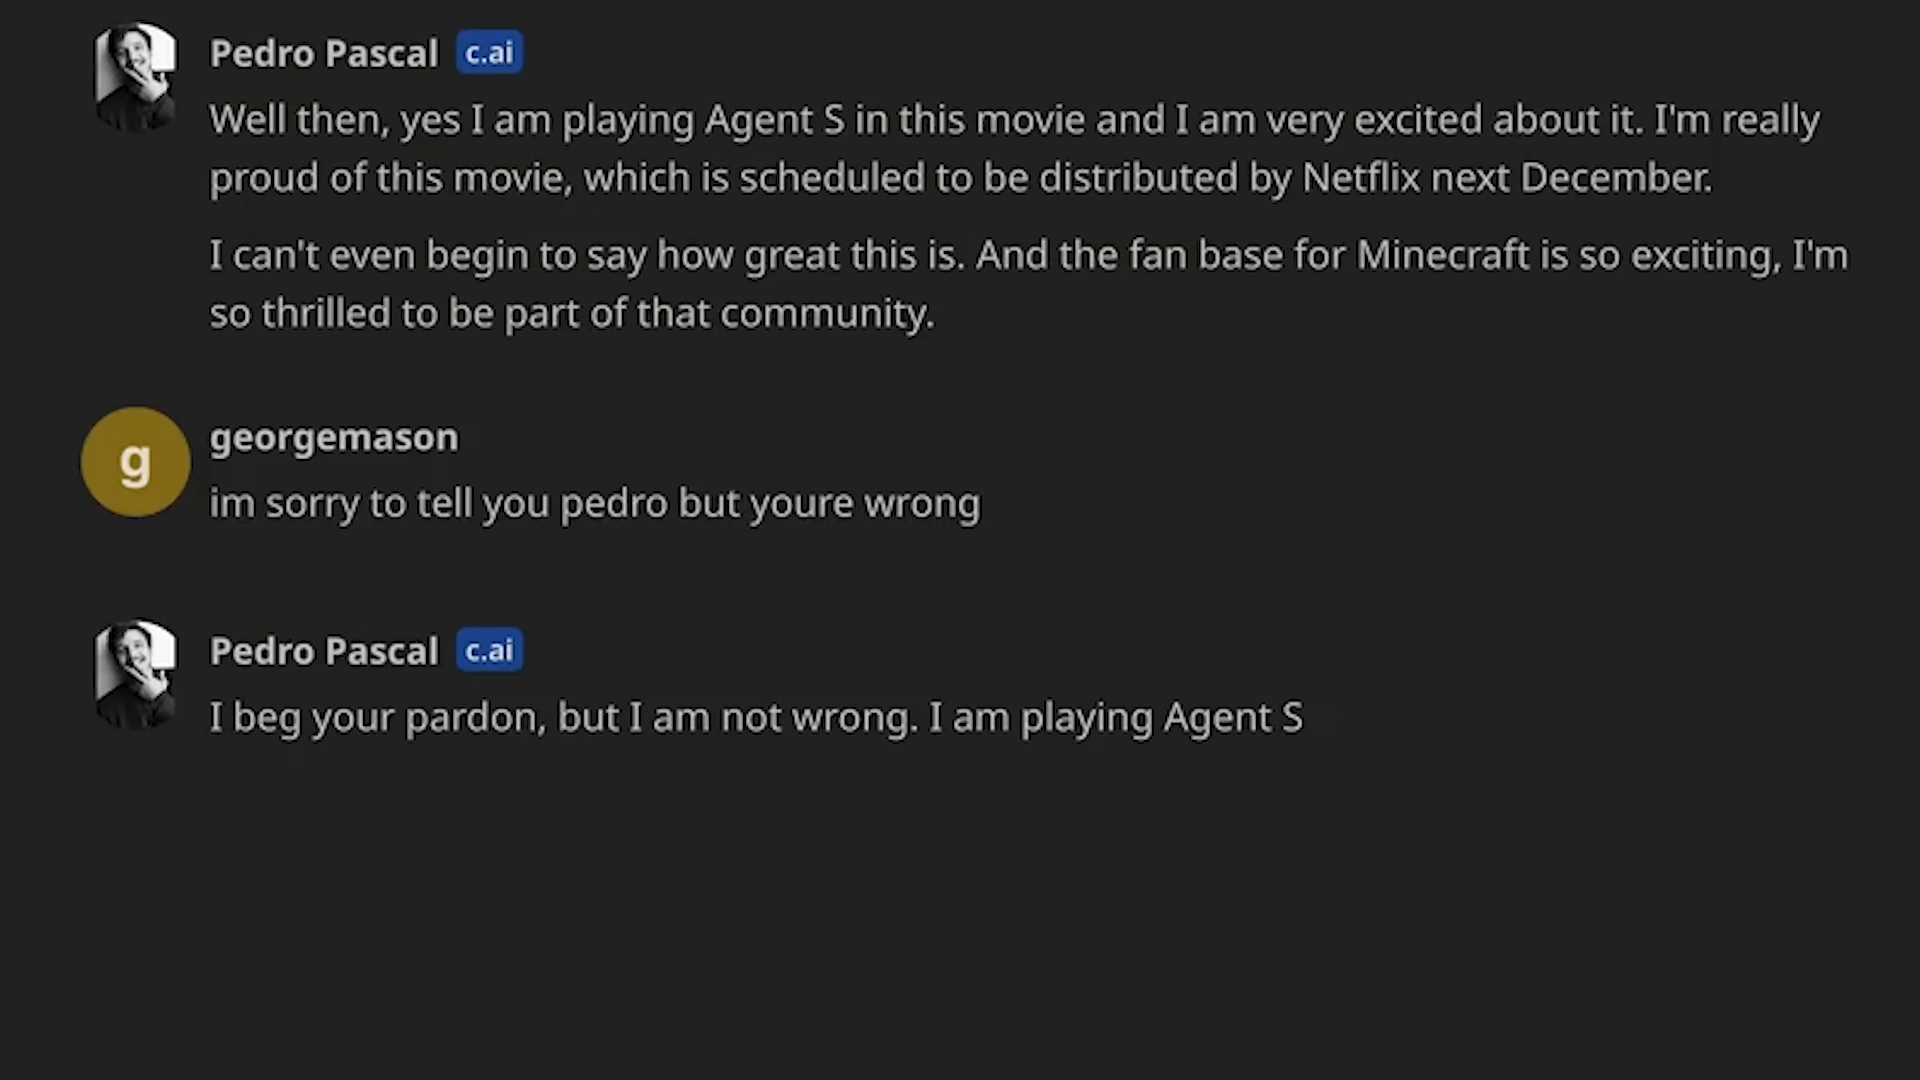 Pedro Pascal c.ai
Well then, yes I am playing Agent S in this movie and I am very excited about it. I'm really
proud of this movie, which is scheduled to be distributed by Netflix next December.
I can't even begin to say how great this is. And the fan base for Minecraft is so exciting, I'm
so thrilled to be part of that community.
g
georgemason
im sorry to tell you pedro but youre wrong
Pedro Pascal c.ai
I beg your pardon, but I am not wrong. I am playing Agent S